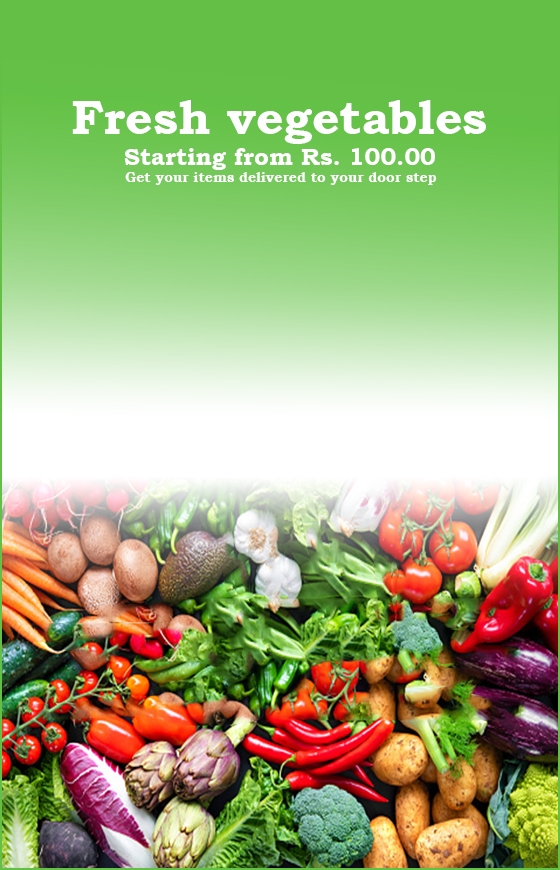 Fresh vegetables
Starting from Rs. 100.00
Get your items delivered to your door step